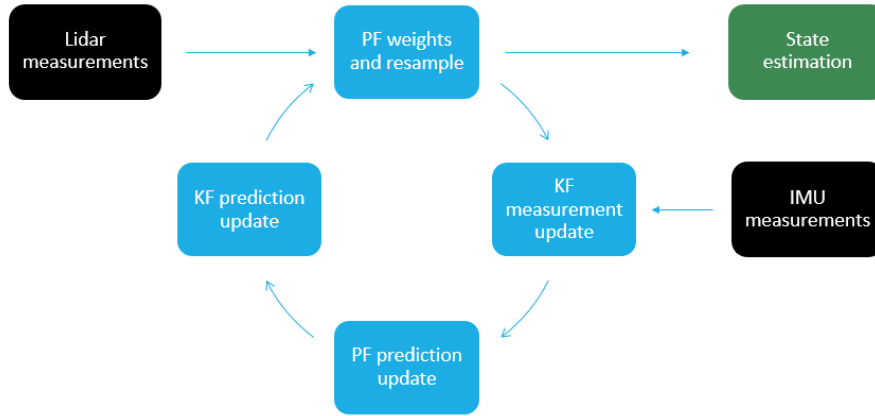 Lidar
measurements
PF weights
and resample
State
estimation
KF prediction
update
KF
measurement
update
IMU
measurements
PF prediction
update